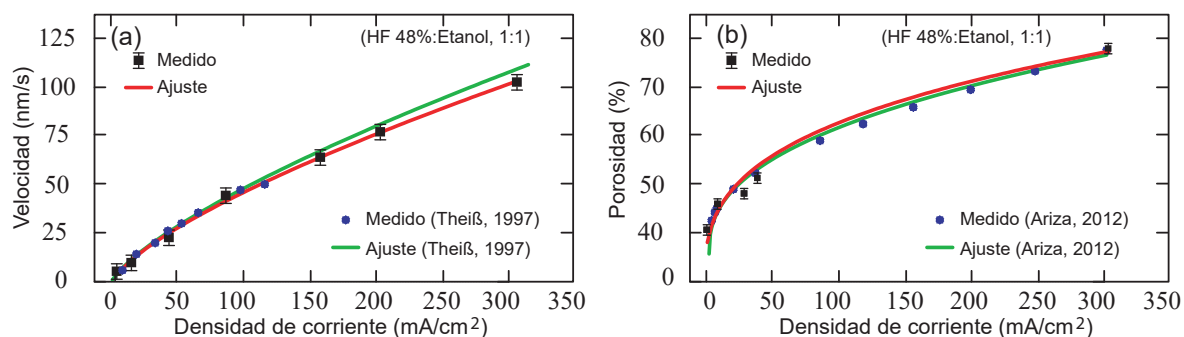 (a)
(HF 48%:Etanol, 1:1)
Medido
Ajuste
Medido (Theiß, 1997)
Ajuste (Theiß, 1997)
Velocidad (nm/s)
125
100
75
50
25
0
0 50 100 150 200 250 300 350
Densidad de corriente (mA/cm²)
(b)
(HF 48%:Etanol, 1:1)
Medido
Ajuste
Medido (Ariza, 2012)
Ajuste (Ariza, 2012)
Porosidad (%)
80
70
60
50
40
0
0 50 100 150 200 250 300 350
Densidad de corriente (mA/cm²)